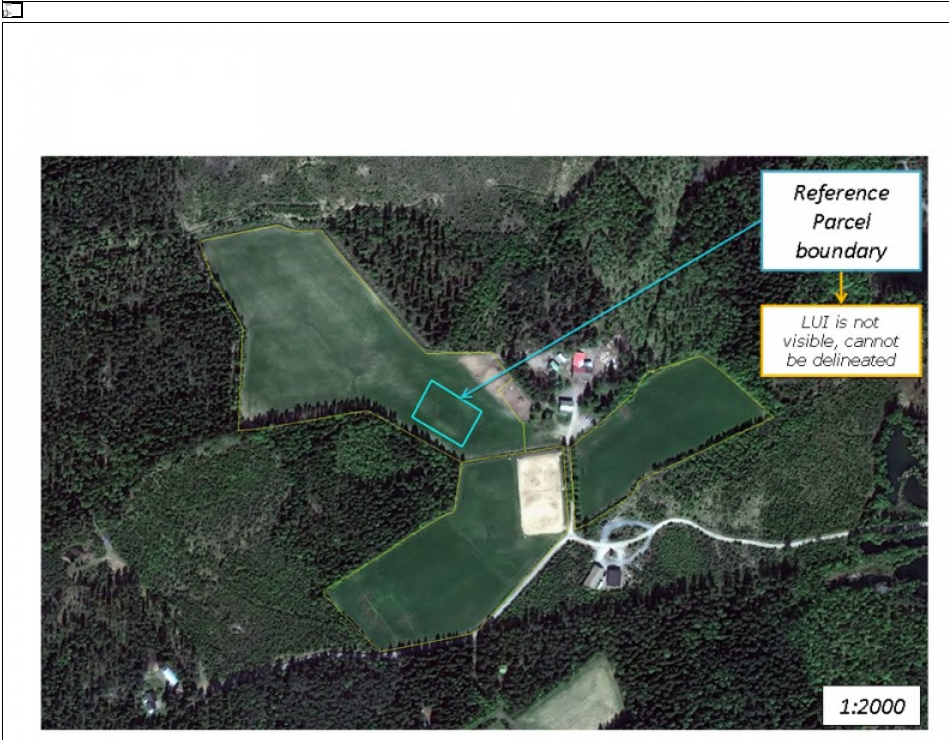 Reference
Parcel
boundary
LUI is not
visible, cannot
be delineated
1:2000